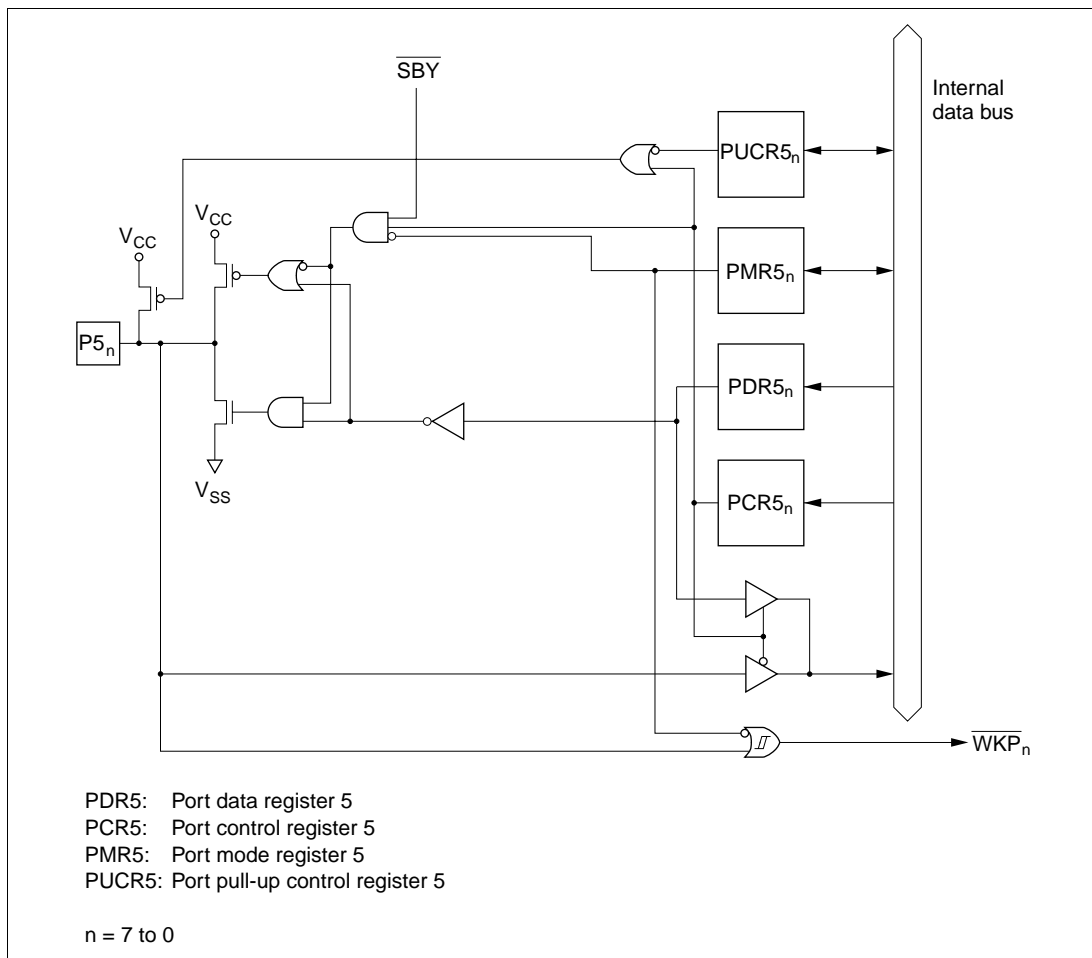 SBY
Internal
data bus
PUCR5n
VCC
VCC
PMR5n
P5n
PDR5n
VSS
PCR5n
WKPn
PDR5: Port data register 5
PCR5: Port control register 5
PMR5: Port mode register 5
PUCR5: Port pull-up control register 5
n = 7 to 0